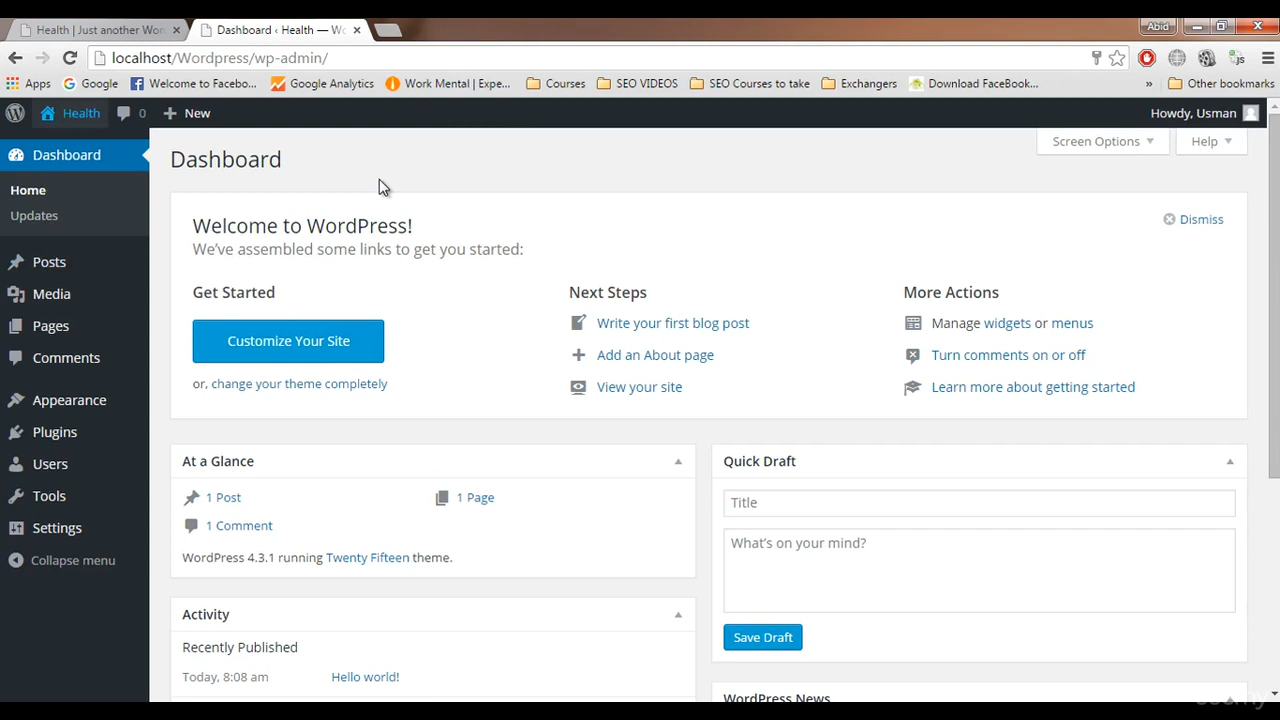 Health | Just another Wor
Dashboard ‹ Health — Wo
Abid
localhost/Wordpress/wp-admin/
Apps
Google
Welcome to Facebo...
Google Analytics
Work Mental | Expe...
Courses
SEO VIDEOS
SEO Courses to take
Exchangers
Download FaceBook...
»
Other bookmarks
Health
0
New
Howdy, Usman
Dashboard
Home
Updates
Posts
Media
Pages
Comments
Appearance
Plugins
Users
Tools
Settings
Collapse menu
Dashboard
Screen Options
Help
Welcome to WordPress!
We've assembled some links to get you started:
Dismiss
Get Started
Customize Your Site
or, change your theme completely
Next Steps
Write your first blog post
Add an About page
View your site
More Actions
Manage widgets or menus
Turn comments on or off
Learn more about getting started
At a Glance
1 Post
1 Page
1 Comment
WordPress 4.3.1 running Twenty Fifteen theme.
Activity
Recently Published
Today, 8:08 am
Hello world!
Quick Draft
Title
What's on your mind?
Save Draft
WordPress News